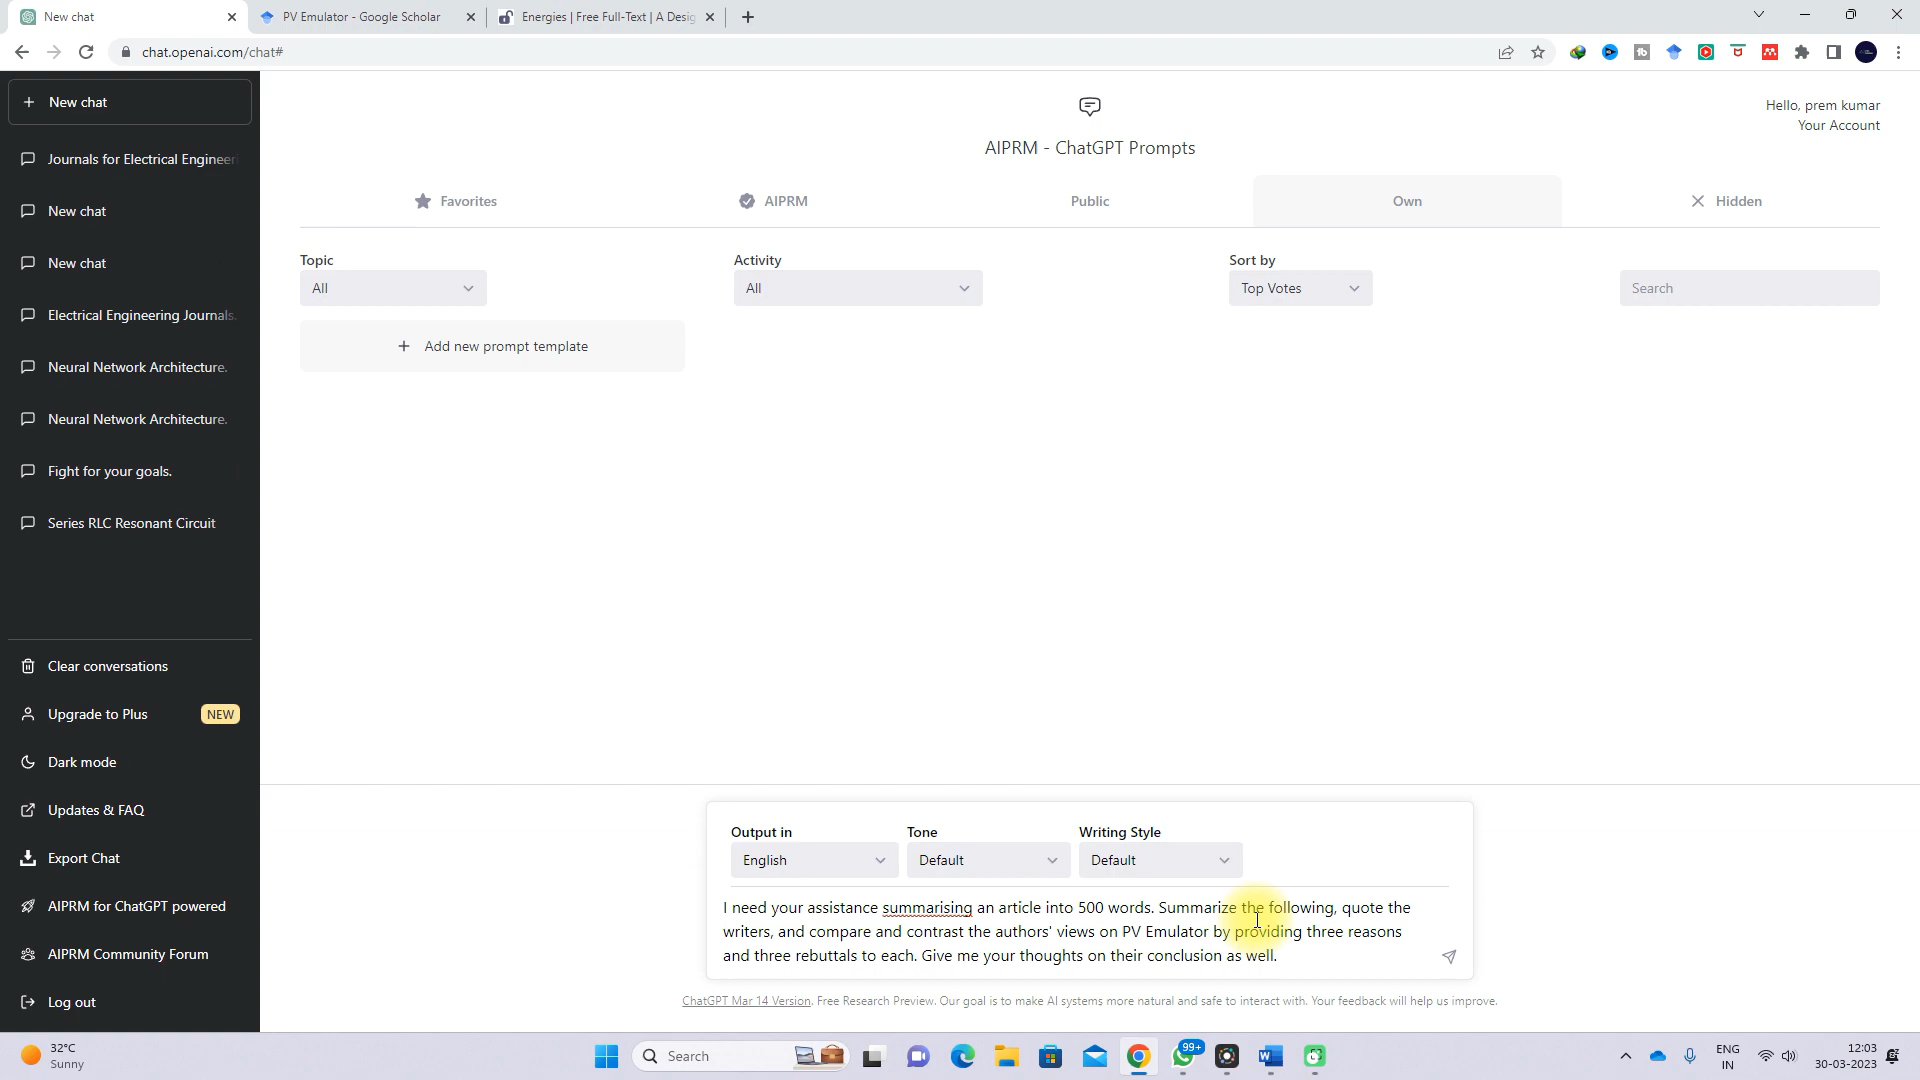 New chat
PV Emulator - Google Scholar
Energies | Free Full-Text | A Desig
chat.openai.com/chat#
New chat
Journals for Electrical Engineer
New chat
New chat
Electrical Engineering Journals.
Neural Network Architecture.
Neural Network Architecture.
Fight for your goals.
Series RLC Resonant Circuit
Clear conversations
Upgrade to Plus NEW
Dark mode
Updates & FAQ
Export Chat
AIPRM for ChatGPT powered
AIPRM Community Forum
Log out
Hello, prem kumar
Your Account
AIPRM - ChatGPT Prompts
Favorites
AIPRM
Public
Own
Hidden
Topic
All
Activity
All
Sort by
Top Votes
Search
+ Add new prompt template
Output in
English
Tone
Default
Writing Style
Default
I need your assistance summarising an article into 500 words. Summarize the following, quote the
writers, and compare and contrast the authors' views on PV Emulator by providing three reasons
and three rebuttals to each. Give me your thoughts on their conclusion as well.
ChatGPT Mar 14 Version. Free Research Preview. Our goal is to make AI systems more natural and safe to interact with. Your feedback will help us improve.
32°C
Sunny
Search
99+
ENG
IN
12:03
30-03-2023